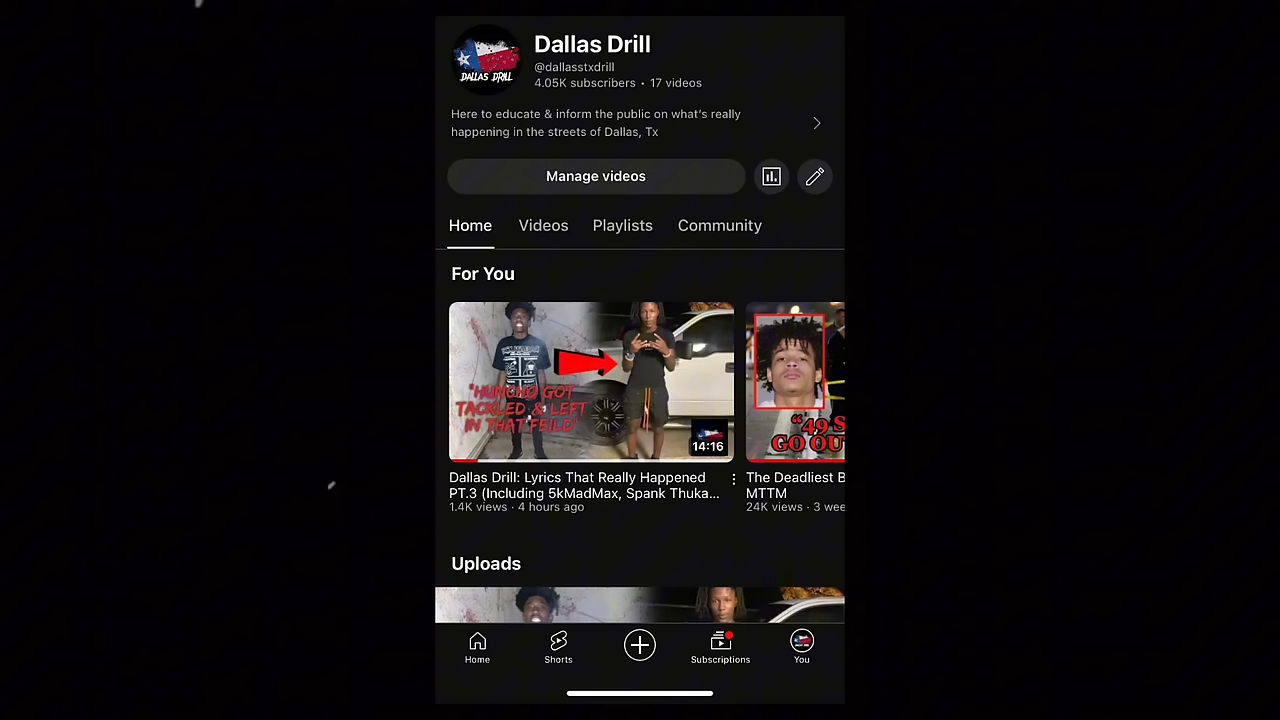 Dallas Drill
@dallasstxdrill
4.05K subscribers • 17 videos
Here to educate & inform the public on what's really
happening in the streets of Dallas, Tx
Manage videos
Home Videos Playlists Community
For You
"HUNCHO GOT
TACKLED & LEFT
IN THAT FEILD"
14:16
"49 S
GO OU
Dallas Drill: Lyrics That Really Happened
PT.3 (Including 5kMadMax, Spank Thuka...
1.4K views · 4 hours ago
The Deadliest B
MTTM
24K views · 3 wee
Uploads
Home Shorts Subscriptions You
DALLAS DRILL